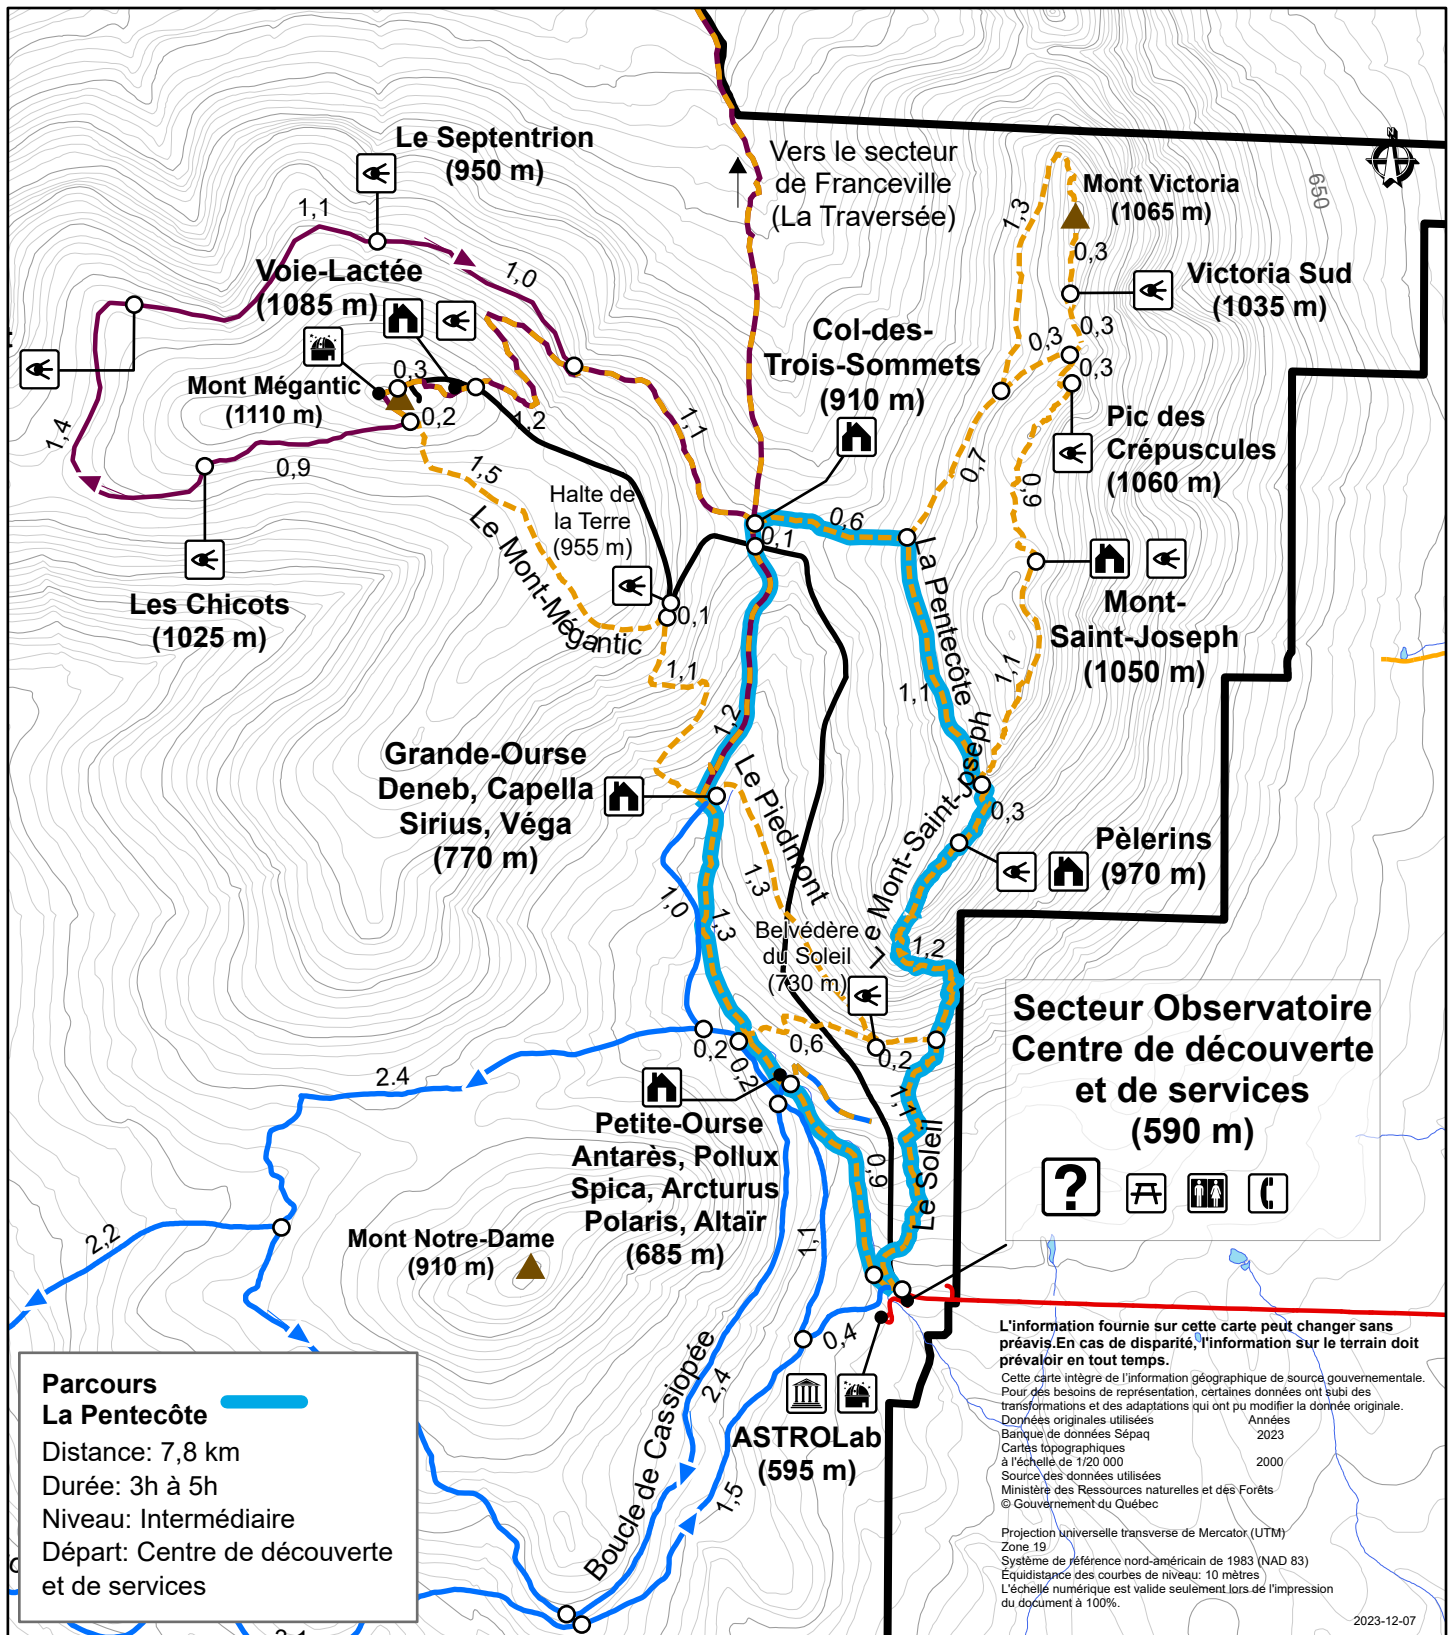 Le Septentrion
(950 m)
1,1
Vers le secteur
de Franceville
(La Traversée)
N
650
1,3
Mont Victoria
(1065 m)
0,3
Victoria Sud
(1035 m)
Voie-Lactée
(1085 m)
1,0
Mont Mégantic
(1110 m)
0,3
0,2
1,2
Col-des-
Trois-Sommets
(910 m)
0,3
0,3
0,3
Pic des
Crépuscules
(1060 m)
1,4
0,9
1,5
1,1
0,7
0,9
Halte de
la Terre
(955 m)
Le Mont-Mégantic
0,6
0,1
La Pentecôte
Les Chicots
(1025 m)
0,1
Mont-
Saint-Joseph
(1050 m)
1,1
1,1
1,1
1,2
Grande-Ourse
Deneb, Capella
Sirius, Véga
(770 m)
Le Piedmont
Le Mont-Saint-Joseph
0,3
Pèlerins
(970 m)
1,0
1,3
1,3
Belvédère
du Soleil
(730 m)
1,2
Secteur Observatoire
Centre de découverte
et de services
(590 m)
?
0,2
0,2
0,6
0,2
2.4
1,1
Petite-Ourse
Antarès, Pollux
Spica, Arcturus
Polaris, Altaïr
(685 m)
0,9
Le Soleil
2,2
Mont Notre-Dame
(910 m)
1,1
0,4
2,4
1,5
Boucle de Cassiopée
ASTROLab
(595 m)
L'information fournie sur cette carte peut changer sans
préavis.En cas de disparité, l'information sur le terrain doit
prévaloir en tout temps.
Cette carte intègre de l'information géographique de source gouvernementale.
Pour des besoins de représentation, certaines données ont subi des
transformations et des adaptations qui ont pu modifier la donnée originale.
Données originales utilisées Années
Banque de données Sépaq 2023
Cartes topographiques
à l'échelle de 1/20 000 2000
Source des données utilisées
Ministère des Ressources naturelles et des Forêts
© Gouvernement du Québec
Projection universelle transverse de Mercator (UTM)
Zone 19
Système de référence nord-américain de 1983 (NAD 83)
Équidistance des courbes de niveau: 10 mètres
L'échelle numérique est valide seulement lors de l'impression
du document à 100%.
2023-12-07
Parcours
La Pentecôte
Distance: 7,8 km
Durée: 3h à 5h
Niveau: Intermédiaire
Départ: Centre de découverte
et de services